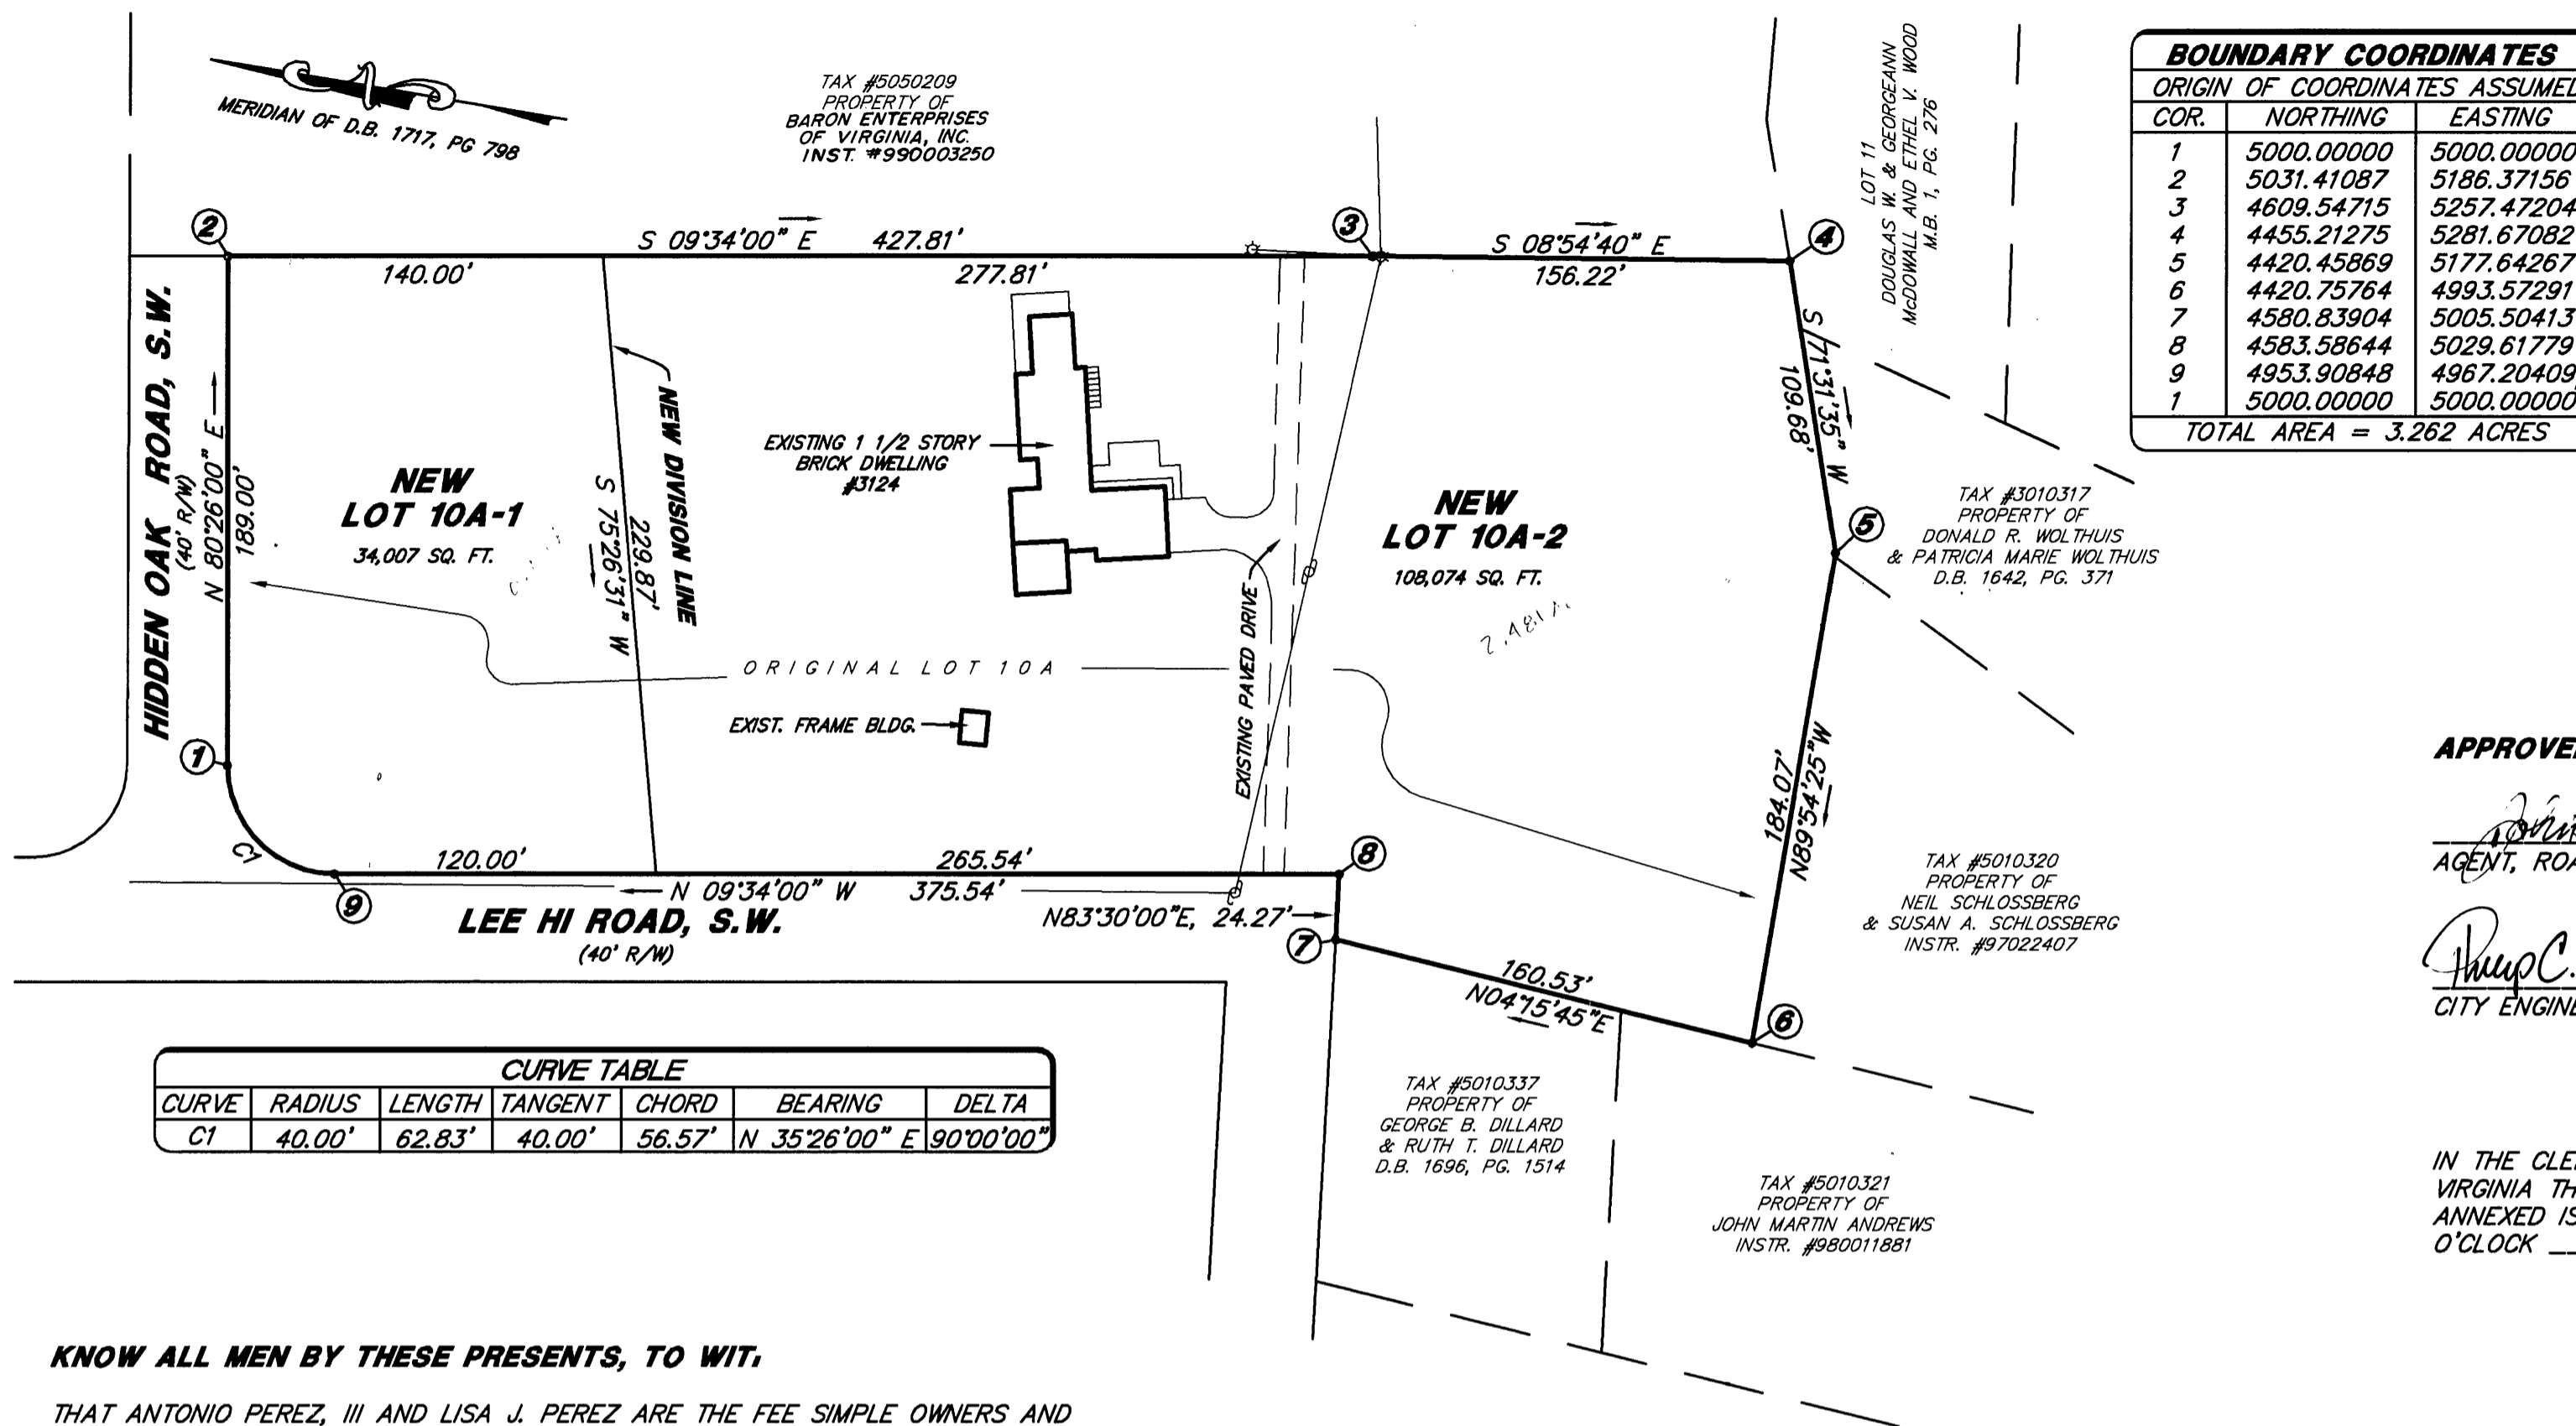 MERIDIAN OF D.B. 1717, PG 798
TAX #5050209
PROPERTY OF
BARON ENTERPRISES
OF VIRGINIA, INC.
INST. #990003250
LOT 11
DOUGLAS W. & GEORGEANN
McDOWALL AND ETHEL V. WOOD
M.B. 1, PG. 276
BOUNDARY COORDINATES
ORIGIN OF COORDINATES ASSUMED
COR. NORTHING EASTING
1 5000.00000 5000.00000
2 5031.41087 5186.37156
3 4609.54715 5257.47204
4 4455.21275 5281.67082
5 4420.45869 5177.64267
6 4420.75764 4993.57291
7 4580.83904 5005.50413
8 4583.58644 5029.61779
9 4953.90848 4967.20409
1 5000.00000 5000.00000
TOTAL AREA = 3.262 ACRES
2
S 09°34'00" E 427.81'
3
S 08°54'40" E
4
140.00'
277.81'
156.22'
HIDDEN OAK ROAD, S.W.
(40' R/W)
N 80°26'00" E
189.00'
NEW
LOT 10A-1
34,007 SQ. FT.
S 75°26'31" W
229.87'
NEW DIVISION LINE
EXISTING 1 1/2 STORY
BRICK DWELLING
#3124
EXISTING PAVED DRIVE
NEW
LOT 10A-2
108,074 SQ. FT.
2.481 A.
S 71°31'35" W
109.68'
5
TAX #3010317
PROPERTY OF
DONALD R. WOLTHUIS
& PATRICIA MARIE WOLTHUIS
D.B. 1642, PG. 371
ORIGINAL LOT 10A
EXIST. FRAME BLDG.
1
C1
184.07'
N89°54'25"W
120.00'
265.54'
8
9
N 09°34'00" W 375.54'
LEE HI ROAD, S.W.
(40' R/W)
N83°30'00"E, 24.27'
7
160.53'
N04°15'45"E
6
TAX #5010320
PROPERTY OF
NEIL SCHLOSSBERG
& SUSAN A. SCHLOSSBERG
INSTR. #97022407
APPROVE
AGENT, ROA
CITY ENGINE
CURVE TABLE
CURVE RADIUS LENGTH TANGENT CHORD BEARING DELTA
C1 40.00' 62.83' 40.00' 56.57' N 35°26'00" E 90°00'00"
TAX #5010337
PROPERTY OF
GEORGE B. DILLARD
& RUTH T. DILLARD
D.B. 1696, PG. 1514
TAX #5010321
PROPERTY OF
JOHN MARTIN ANDREWS
INSTR. #980011881
IN THE CLE
VIRGINIA TH
ANNEXED IS
O'CLOCK __
KNOW ALL MEN BY THESE PRESENTS, TO WIT:
THAT ANTONIO PEREZ, III AND LISA J. PEREZ ARE THE FEE SIMPLE OWNERS AND